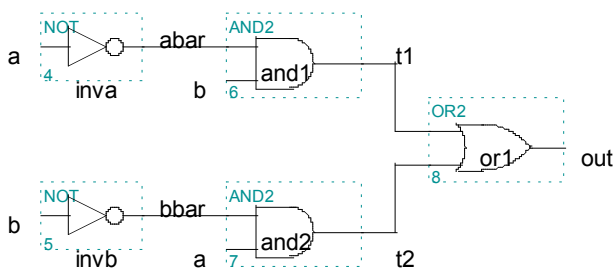 NOT
a
abar
4
inva
AND2
and1
b
6
t1
OR2
or1
8
out
NOT
b
bbar
5
invb
AND2
and2
a
7
t2